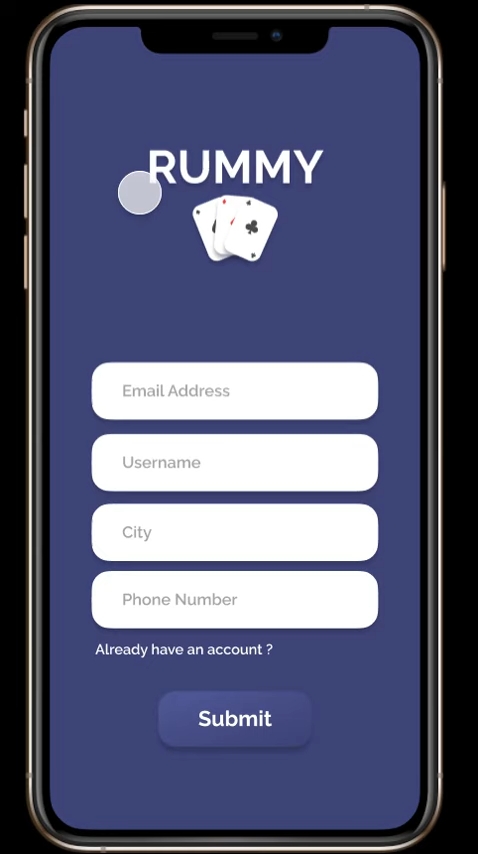 RUMMY
Email Address
Username
City
Phone Number
Already have an account ?
Submit